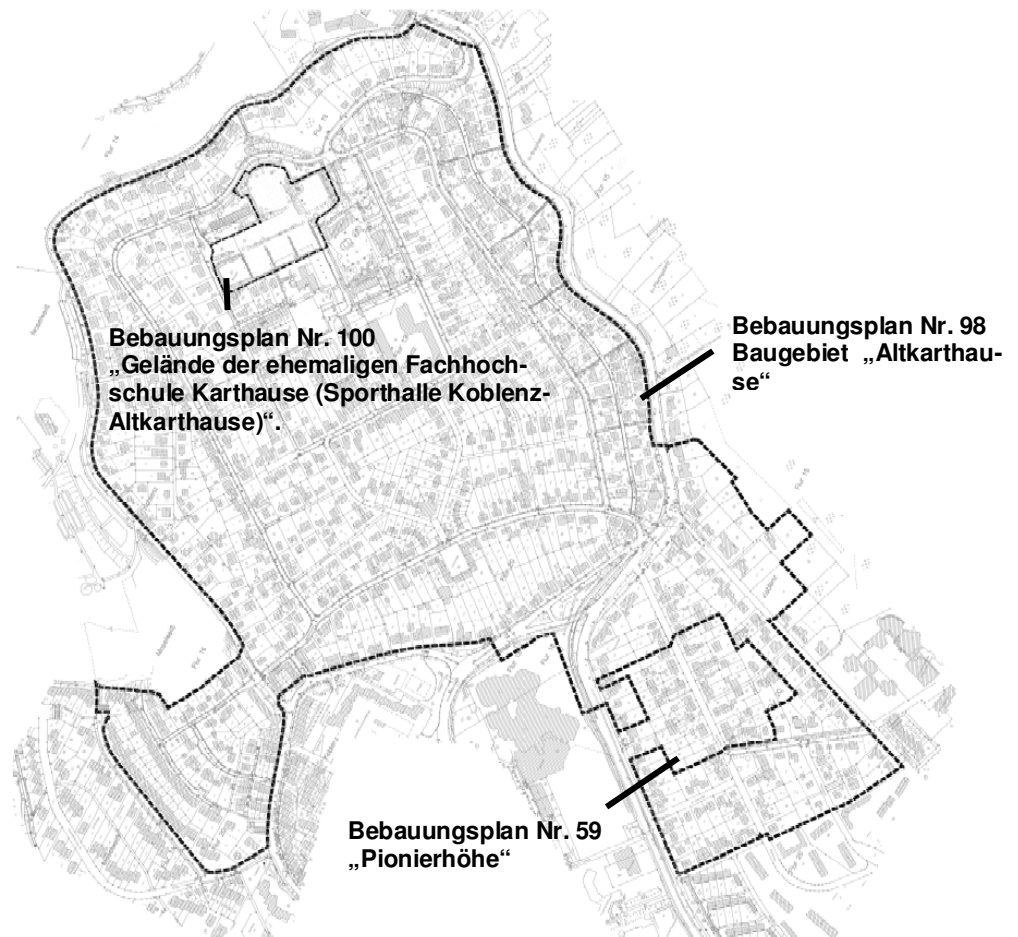 Bebauungsplan Nr. 100
„Gelände der ehemaligen Fachhoch-
schule Karthause (Sporthalle Koblenz-
Altkarthause)“.
Bebauungsplan Nr. 98
Baugebiet „Altkarthau-
se“
Bebauungsplan Nr. 59
„Pionierhöhe“